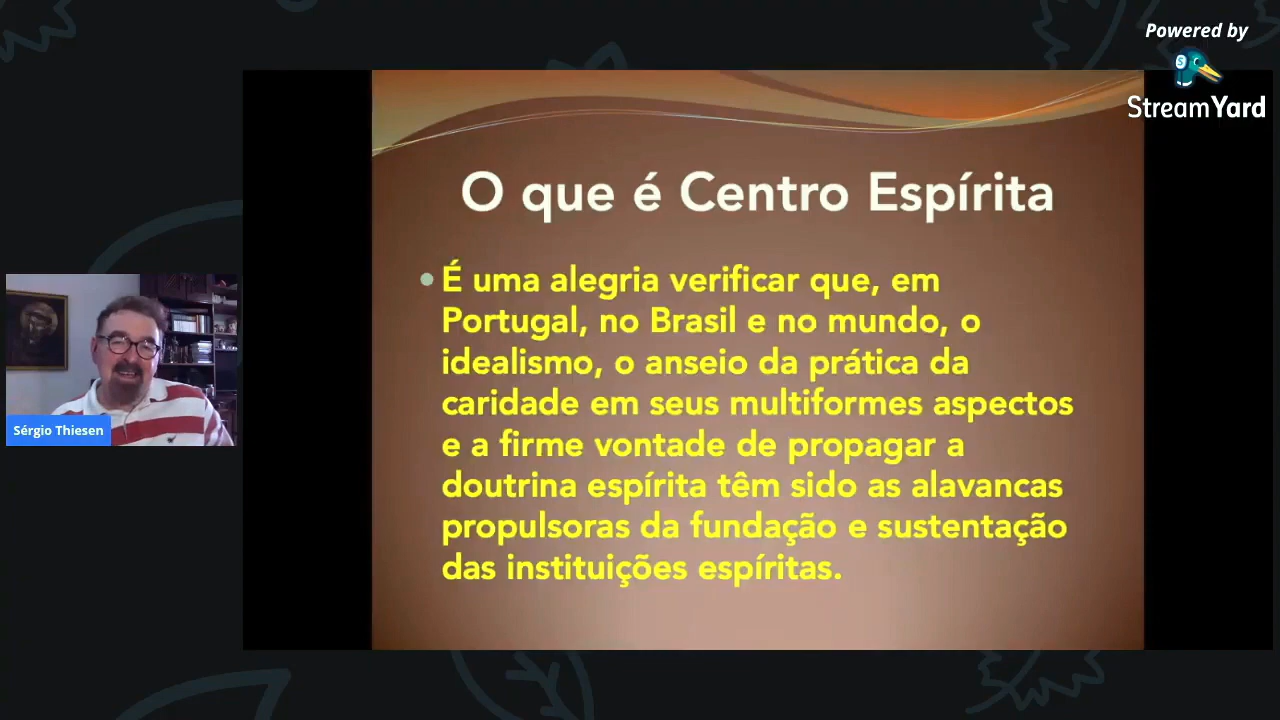 Powered by
StreamYard
O que é Centro Espírita
• É uma alegria verificar que, em
Portugal, no Brasil e no mundo, o
idealismo, o anseio da prática da
caridade em seus multiformes aspectos
e a firme vontade de propagar a
doutrina espírita têm sido as alavancas
propulsoras da fundação e sustentação
das instituições espíritas.
Sérgio Thiesen